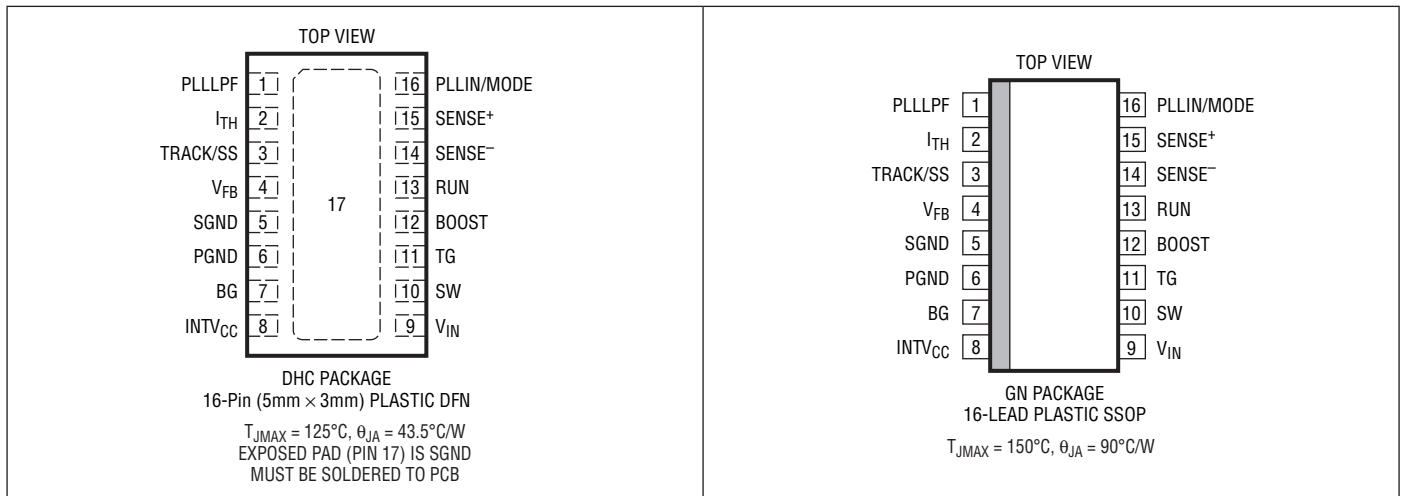 TOP VIEW
PLLLPF 1 16 PLLIN/MODE
ITH 2 15 SENSE+
TRACK/SS 3 14 SENSE–
VFB 4 13 RUN
17
SGND 5 12 BOOST
PGND 6 11 TG
BG 7 10 SW
INTVCC 8 9 VIN
DHC PACKAGE
16-Pin (5mm × 3mm) PLASTIC DFN
TJMAX = 125°C, θJA = 43.5°C/W
EXPOSED PAD (PIN 17) IS SGND
MUST BE SOLDERED TO PCB
TOP VIEW
PLLLPF 1 16 PLLIN/MODE
ITH 2 15 SENSE+
TRACK/SS 3 14 SENSE–
VFB 4 13 RUN
SGND 5 12 BOOST
PGND 6 11 TG
BG 7 10 SW
INTVCC 8 9 VIN
GN PACKAGE
16-LEAD PLASTIC SSOP
TJMAX = 150°C, θJA = 90°C/W